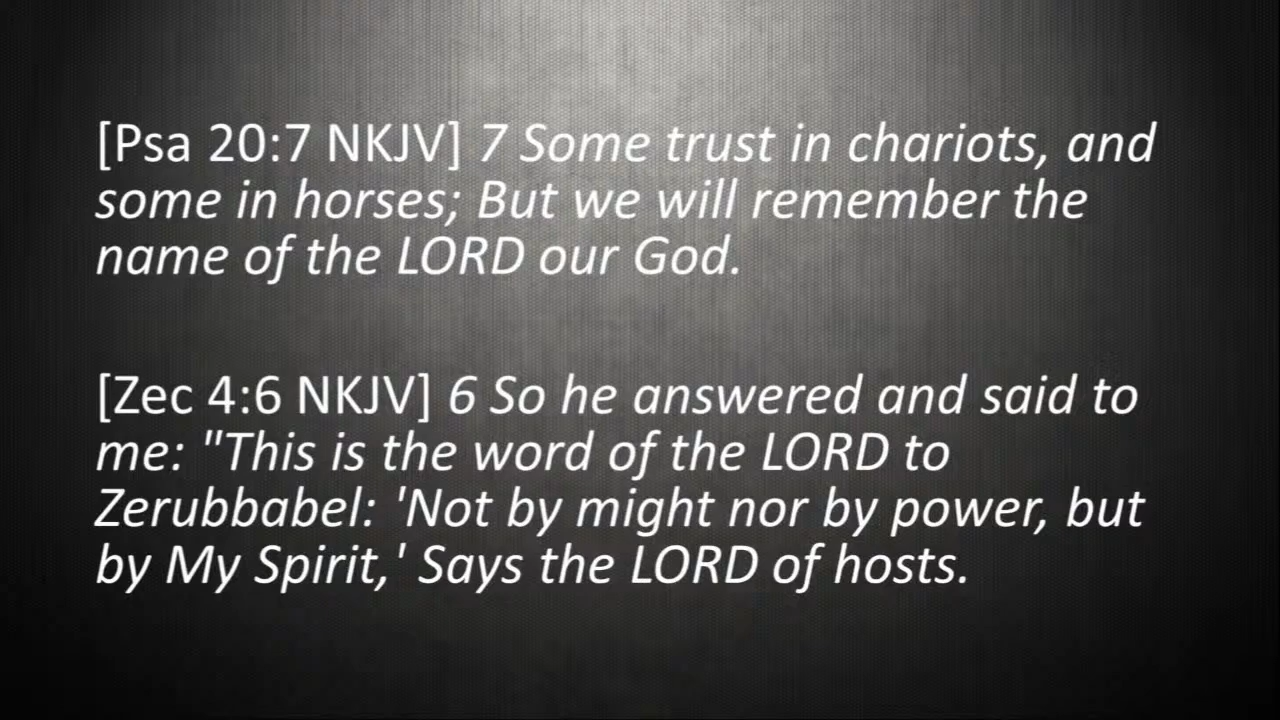 [Psa 20:7 NKJV] 7 Some trust in chariots, and
some in horses; But we will remember the
name of the LORD our God.
[Zec 4:6 NKJV] 6 So he answered and said to
me: "This is the word of the LORD to
Zerubbabel: 'Not by might nor by power, but
by My Spirit,' Says the LORD of hosts.